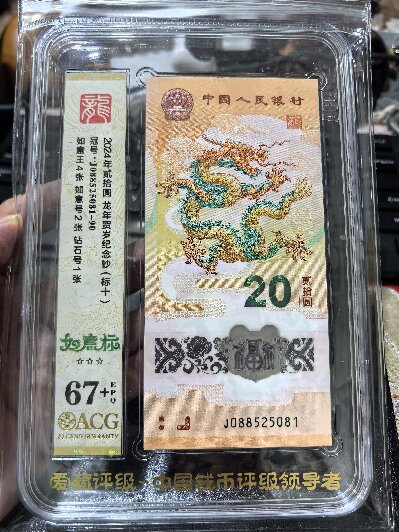 龍
2024年贰拾圆 龙年贺岁纪念钞(标十)
冠号:J088525081-90
如意王4张 如意号2张 钻石号1张
如意标
☆☆☆
67+EPQ
ACG
中国人民银行
20
贰拾圆
福
J088525081
爱藏评级·中国钱币评级领导者